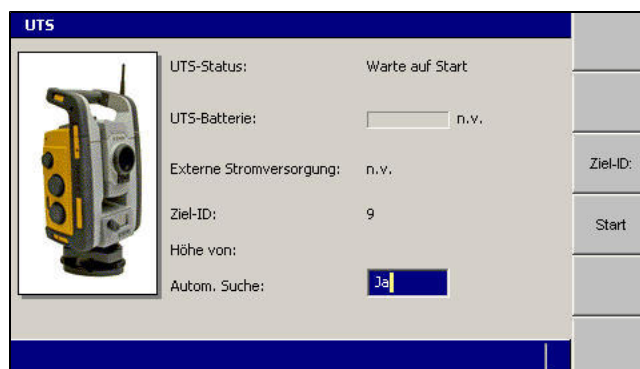 UTS
UTS-Status: Warte auf Start
UTS-Batterie: n.v.
Externe Stromversorgung: n.v.
Ziel-ID:
Ziel-ID: 9
Start
Höhe von:
Autom. Suche: Ja